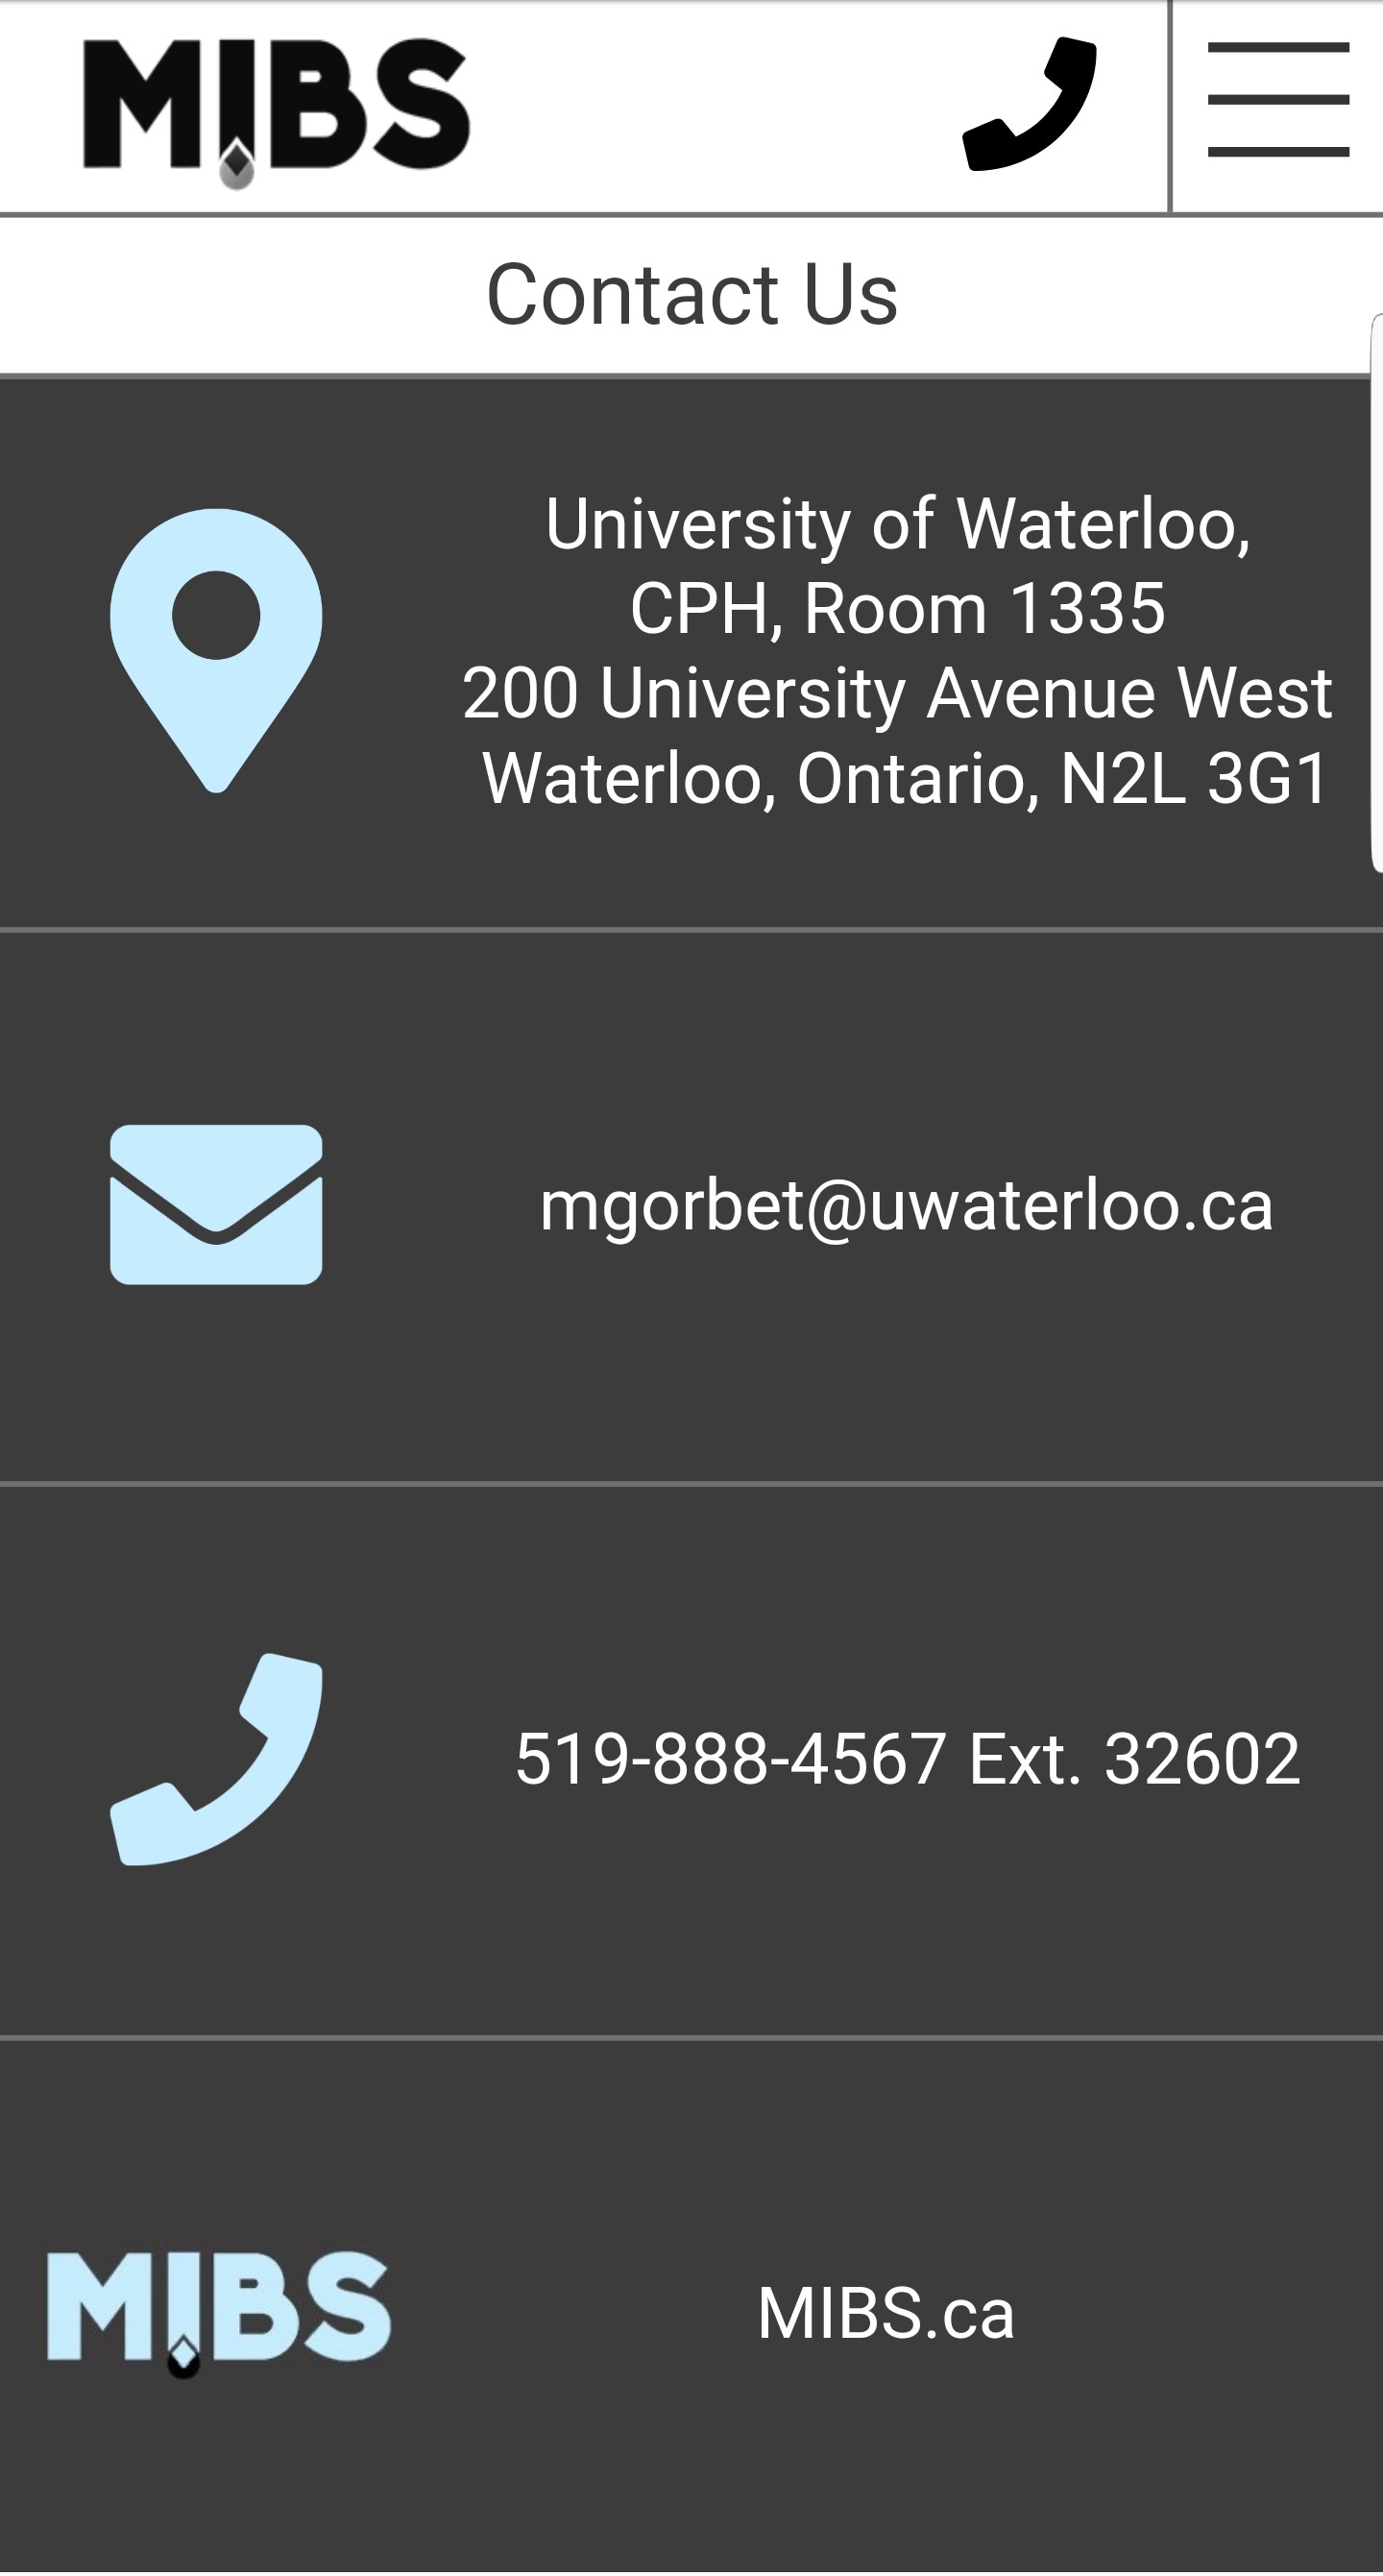 MIBS
Contact Us
University of Waterloo,
CPH, Room 1335
200 University Avenue West
Waterloo, Ontario, N2L 3G1
mgorbet@uwaterloo.ca
519-888-4567 Ext. 32602
MIBS
MIBS.ca